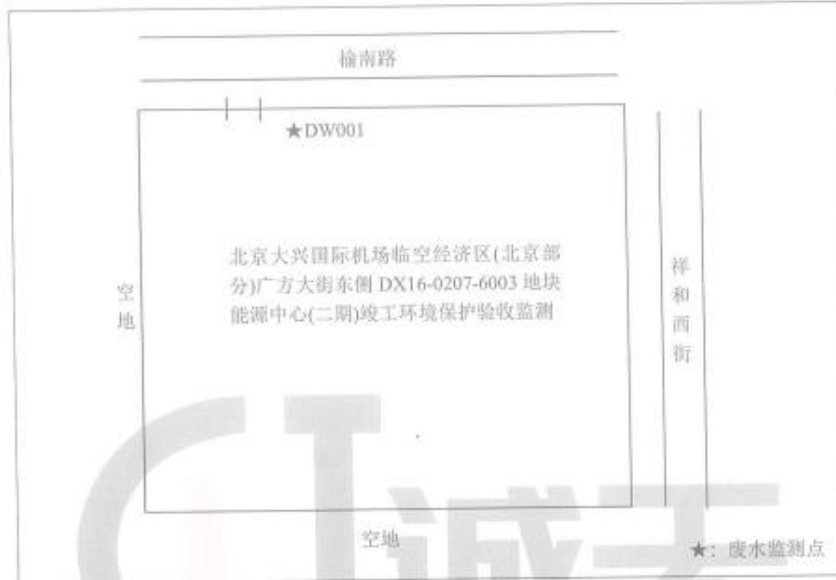 榆南路
★DW001
北京大兴国际机场临空经济区(北京部
分)广方大街东侧 DX16-0207-6003 地块
能源中心(二期)竣工环境保护验收监测
空地
祥和西街
空地
★：废水监测点
诚天